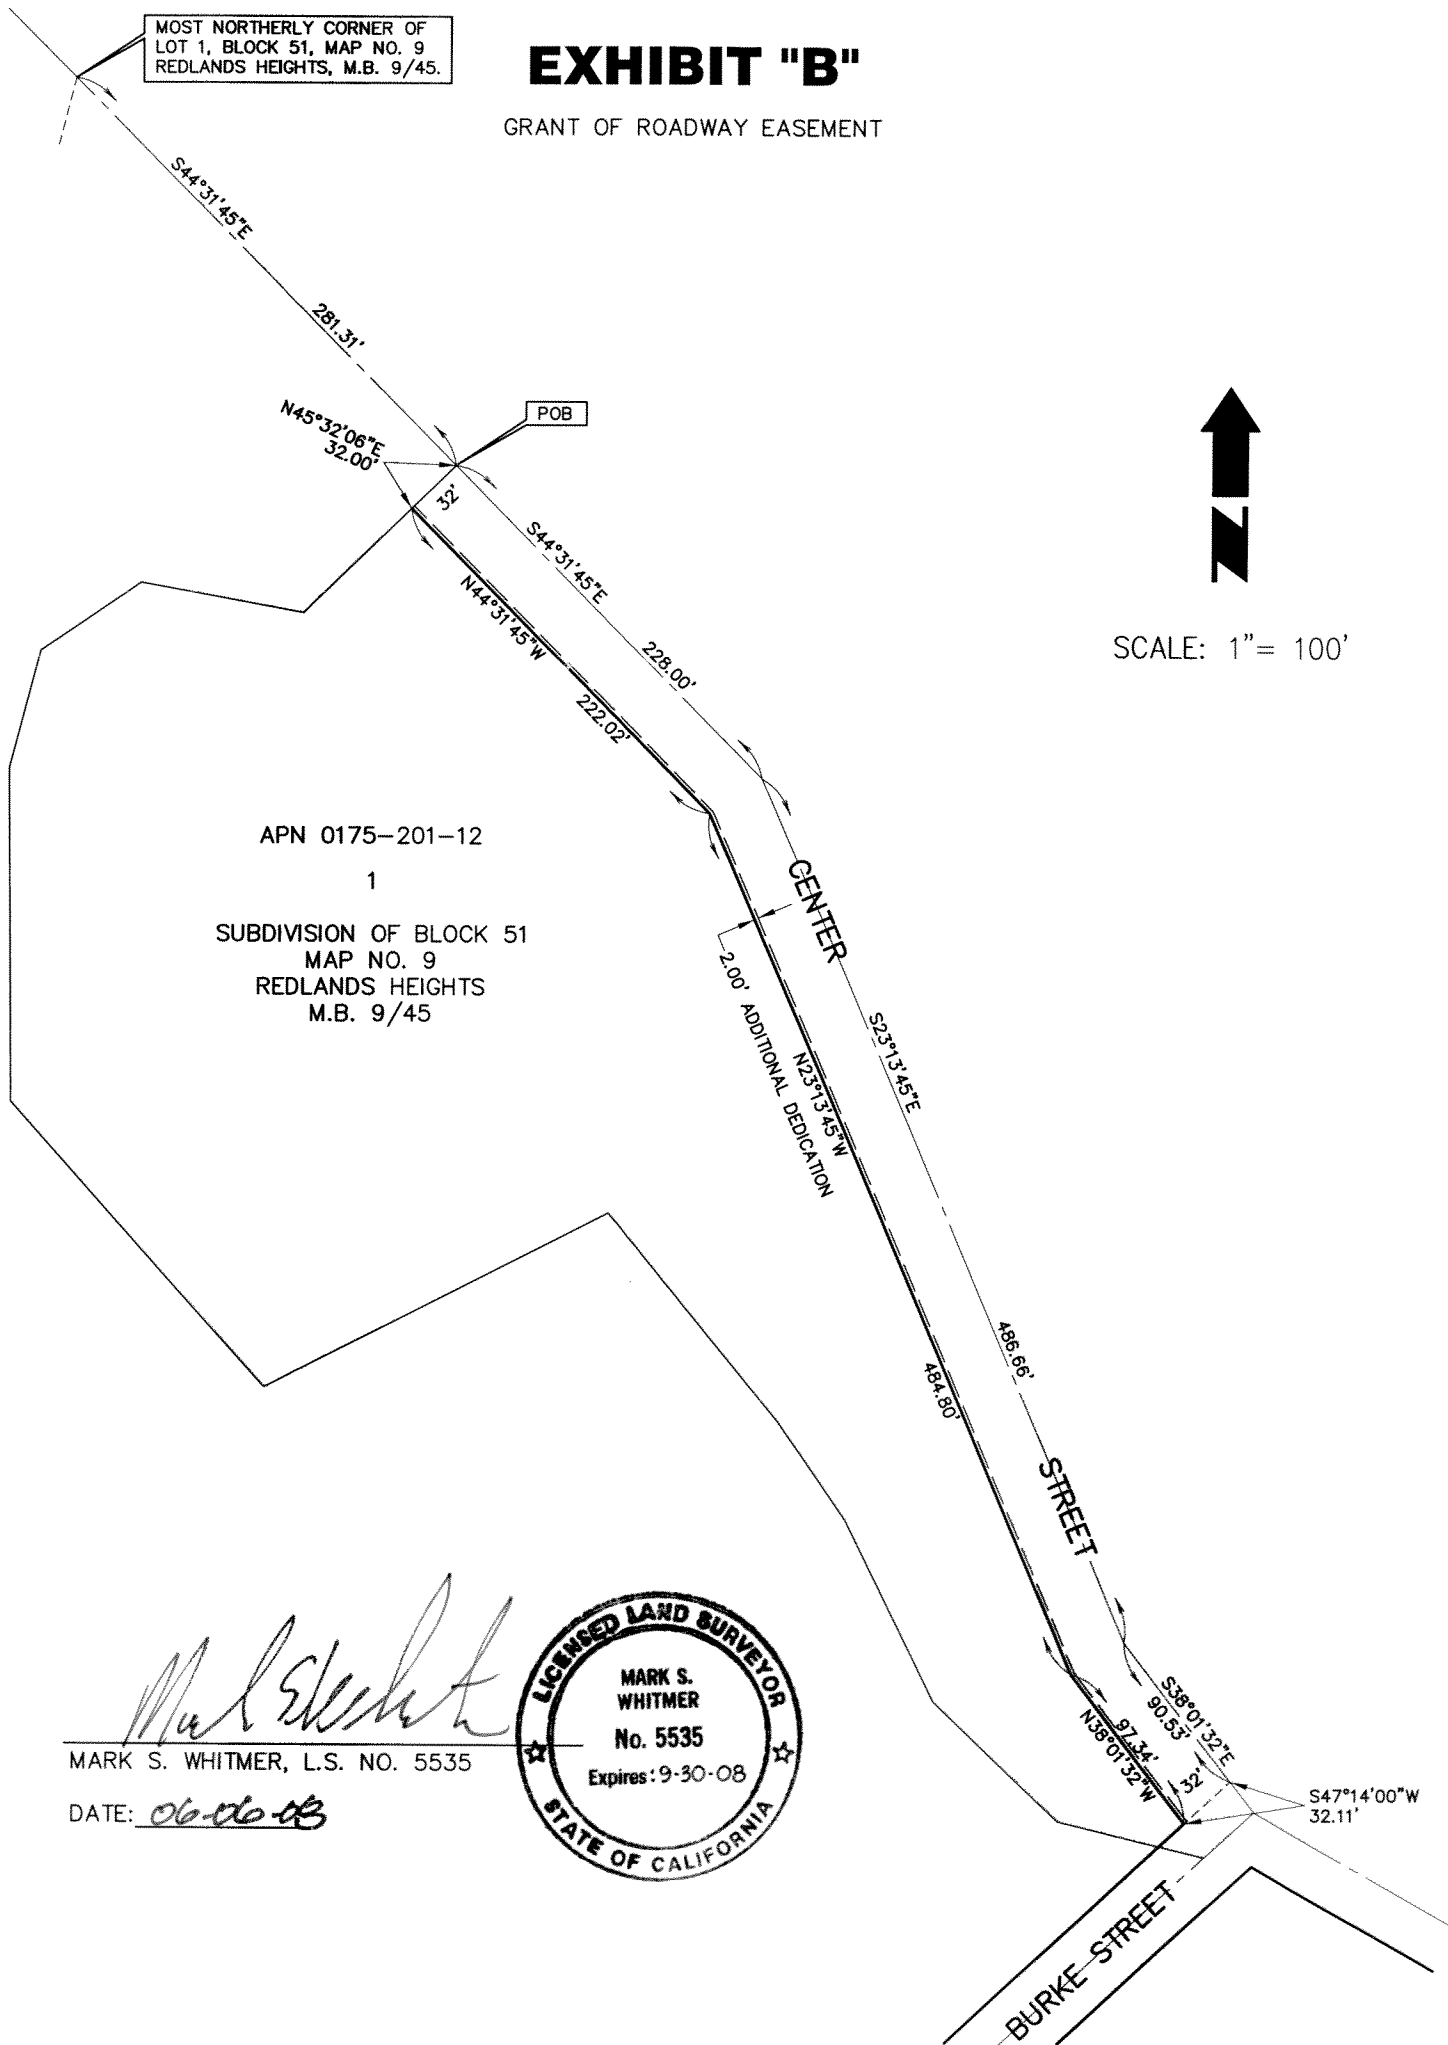 MOST NORTHERLY CORNER OF
LOT 1, BLOCK 51, MAP NO. 9
REDLANDS HEIGHTS, M.B. 9/45.
EXHIBIT "B"
GRANT OF ROADWAY EASEMENT
S44°31'45"E
281.31'
POB
N45°32'06"E
32.00'
32'
S44°31'45"E
228.00'
N44°31'45"W
222.02'
SCALE: 1"= 100'
APN 0175-201-12
1
SUBDIVISION OF BLOCK 51
MAP NO. 9
REDLANDS HEIGHTS
M.B. 9/45
CENTER
2.00' ADDITIONAL DEDICATION
S23°13'45"E
N23°13'45"W
486.66'
484.80'
STREET
S38°01'32"E
90.53'
97.34'
N38°01'32"W
32'
S47°14'00"W
32.11'
BURKE STREET
MARK S. WHITMER, L.S. NO. 5535
DATE: 06-06-08
LICENSED LAND SURVEYOR
MARK S.
WHITMER
No. 5535
Expires: 9-30-08
STATE OF CALIFORNIA